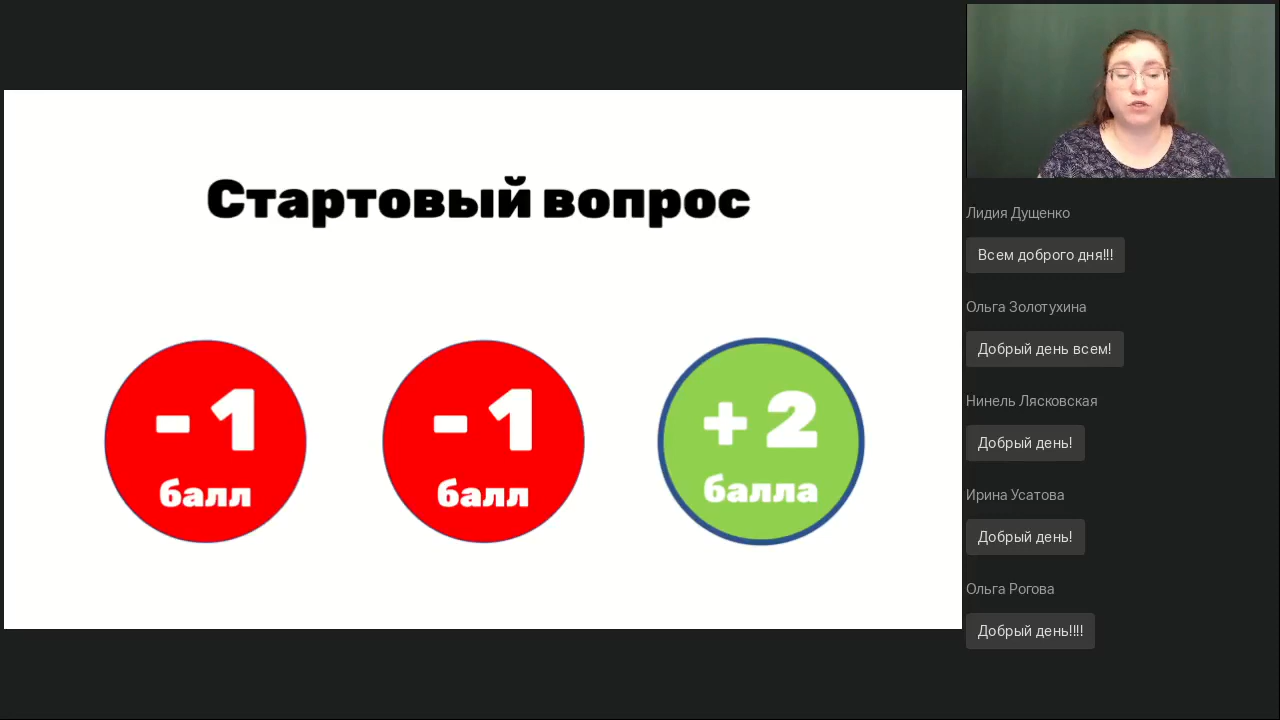 Стартовый вопрос
- 1
балл
- 1
балл
+ 2
балла
Лидия Дущенко
Всем доброго дня!!!
Ольга Золотухина
Добрый день всем!
Нинель Лясковская
Добрый день!
Ирина Усатова
Добрый день!
Ольга Рогова
Добрый день!!!!